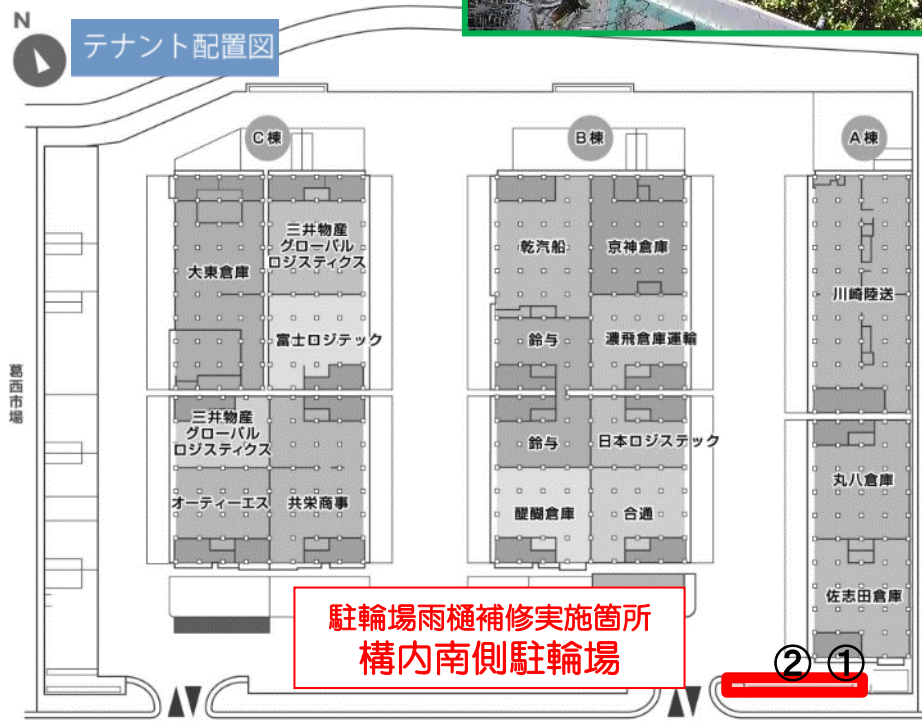 N
テナント配置図
C棟
B棟
A棟
三井物産
グローバル
ロジスティクス
大東倉庫
富士ロジテック
乾汽船
京神倉庫
鈴与
濃飛倉庫運輸
川崎陸送
葛西市場
三井物産
グローバル
ロジスティクス
オーティーエス
共栄商事
鈴与
日本ロジステック
醍醐倉庫
合通
丸八倉庫
佐志田倉庫
駐輪場雨樋補修実施箇所
構内南側駐輪場
② ①